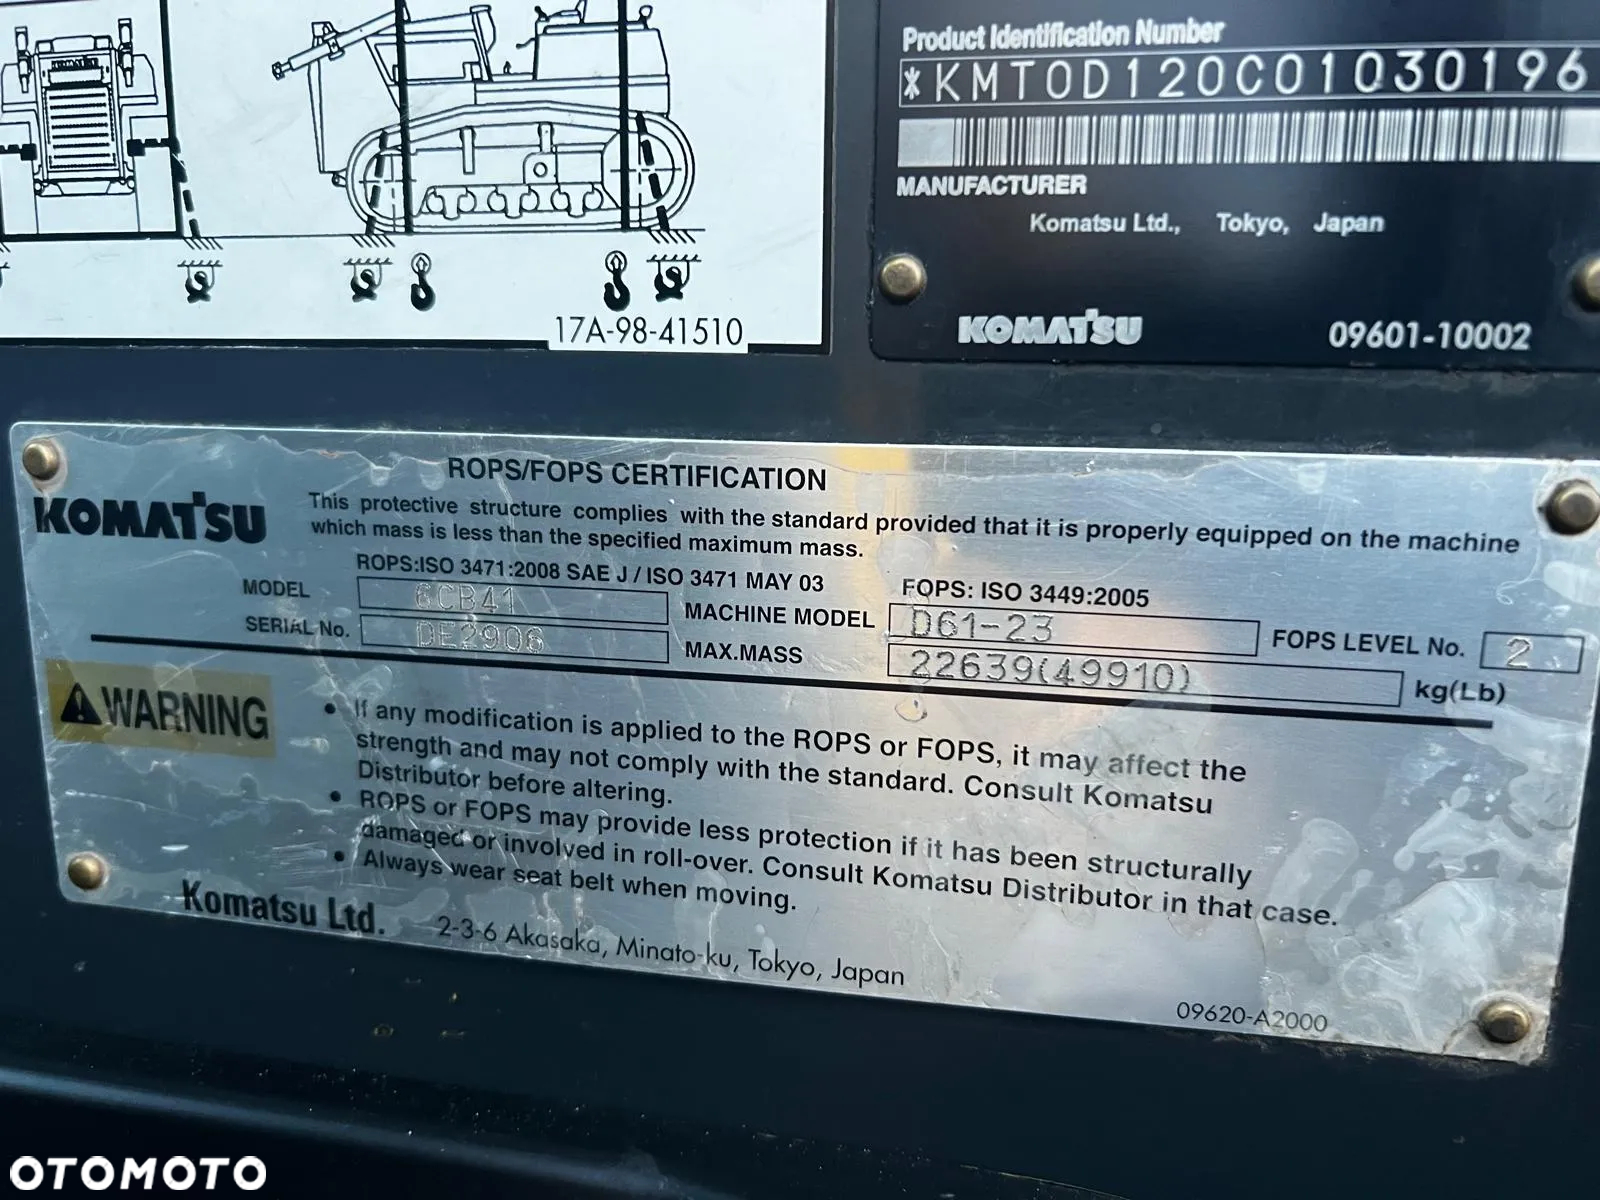 Product Identification Number
*KMT0D120C01030196
MANUFACTURER
Komatsu Ltd., Tokyo, Japan
KOMATSU 09601-10002
17A-98-41510
ROPS/FOPS CERTIFICATION
KOMATSU
This protective structure complies with the standard provided that it is properly equipped on the machine
which mass is less than the specified maximum mass.
ROPS:ISO 3471:2008 SAE J / ISO 3471 MAY 03 FOPS: ISO 3449:2005
MODEL 6CB41 MACHINE MODEL D61-23 FOPS LEVEL No. 2
SERIAL No. DE2906 MAX.MASS 22639(49910) kg(Lb)
WARNING
• If any modification is applied to the ROPS or FOPS, it may affect the
strength and may not comply with the standard. Consult Komatsu
Distributor before altering.
• ROPS or FOPS may provide less protection if it has been structurally
damaged or involved in roll-over. Consult Komatsu Distributor in that case.
• Always wear seat belt when moving.
Komatsu Ltd. 2-3-6 Akasaka, Minato-ku, Tokyo, Japan
09620-A2000
OTOMOTO